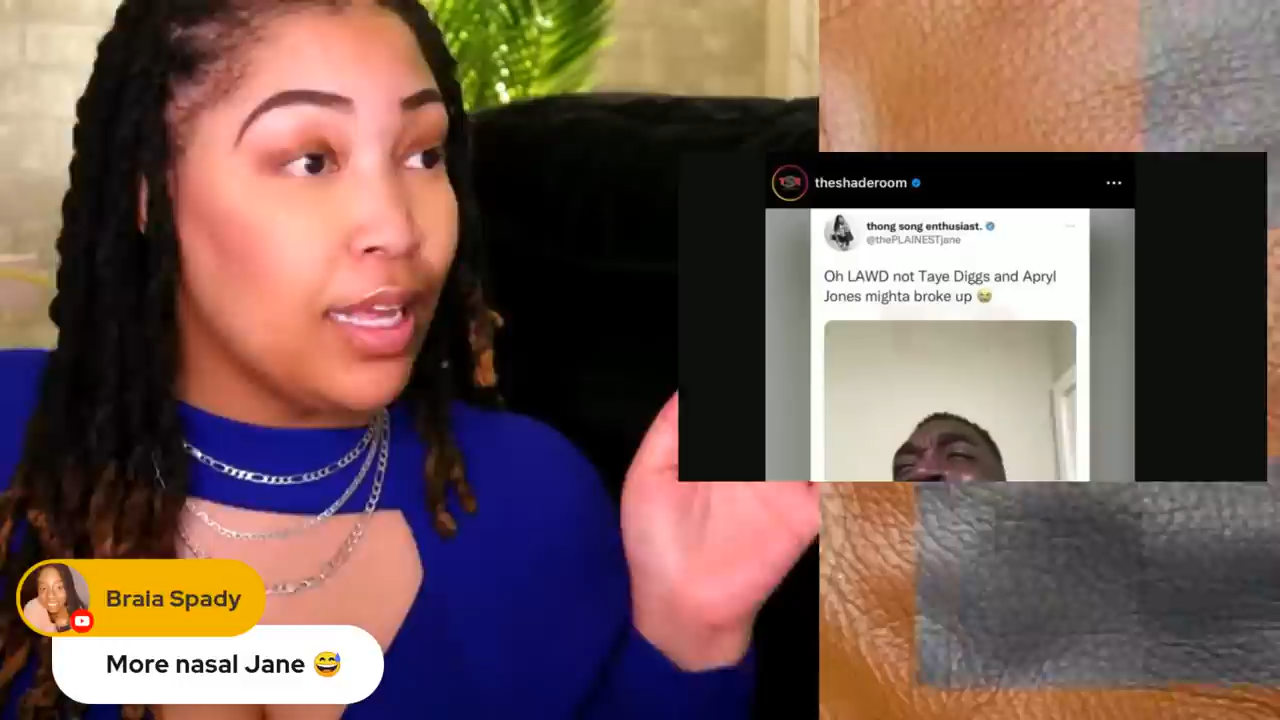 theshaderoom
thong song enthusiast.
@thePLAINESTjane
Oh LAWD not Taye Diggs and Apryl
Jones mighta broke up 😭
Braia Spady
More nasal Jane 😅